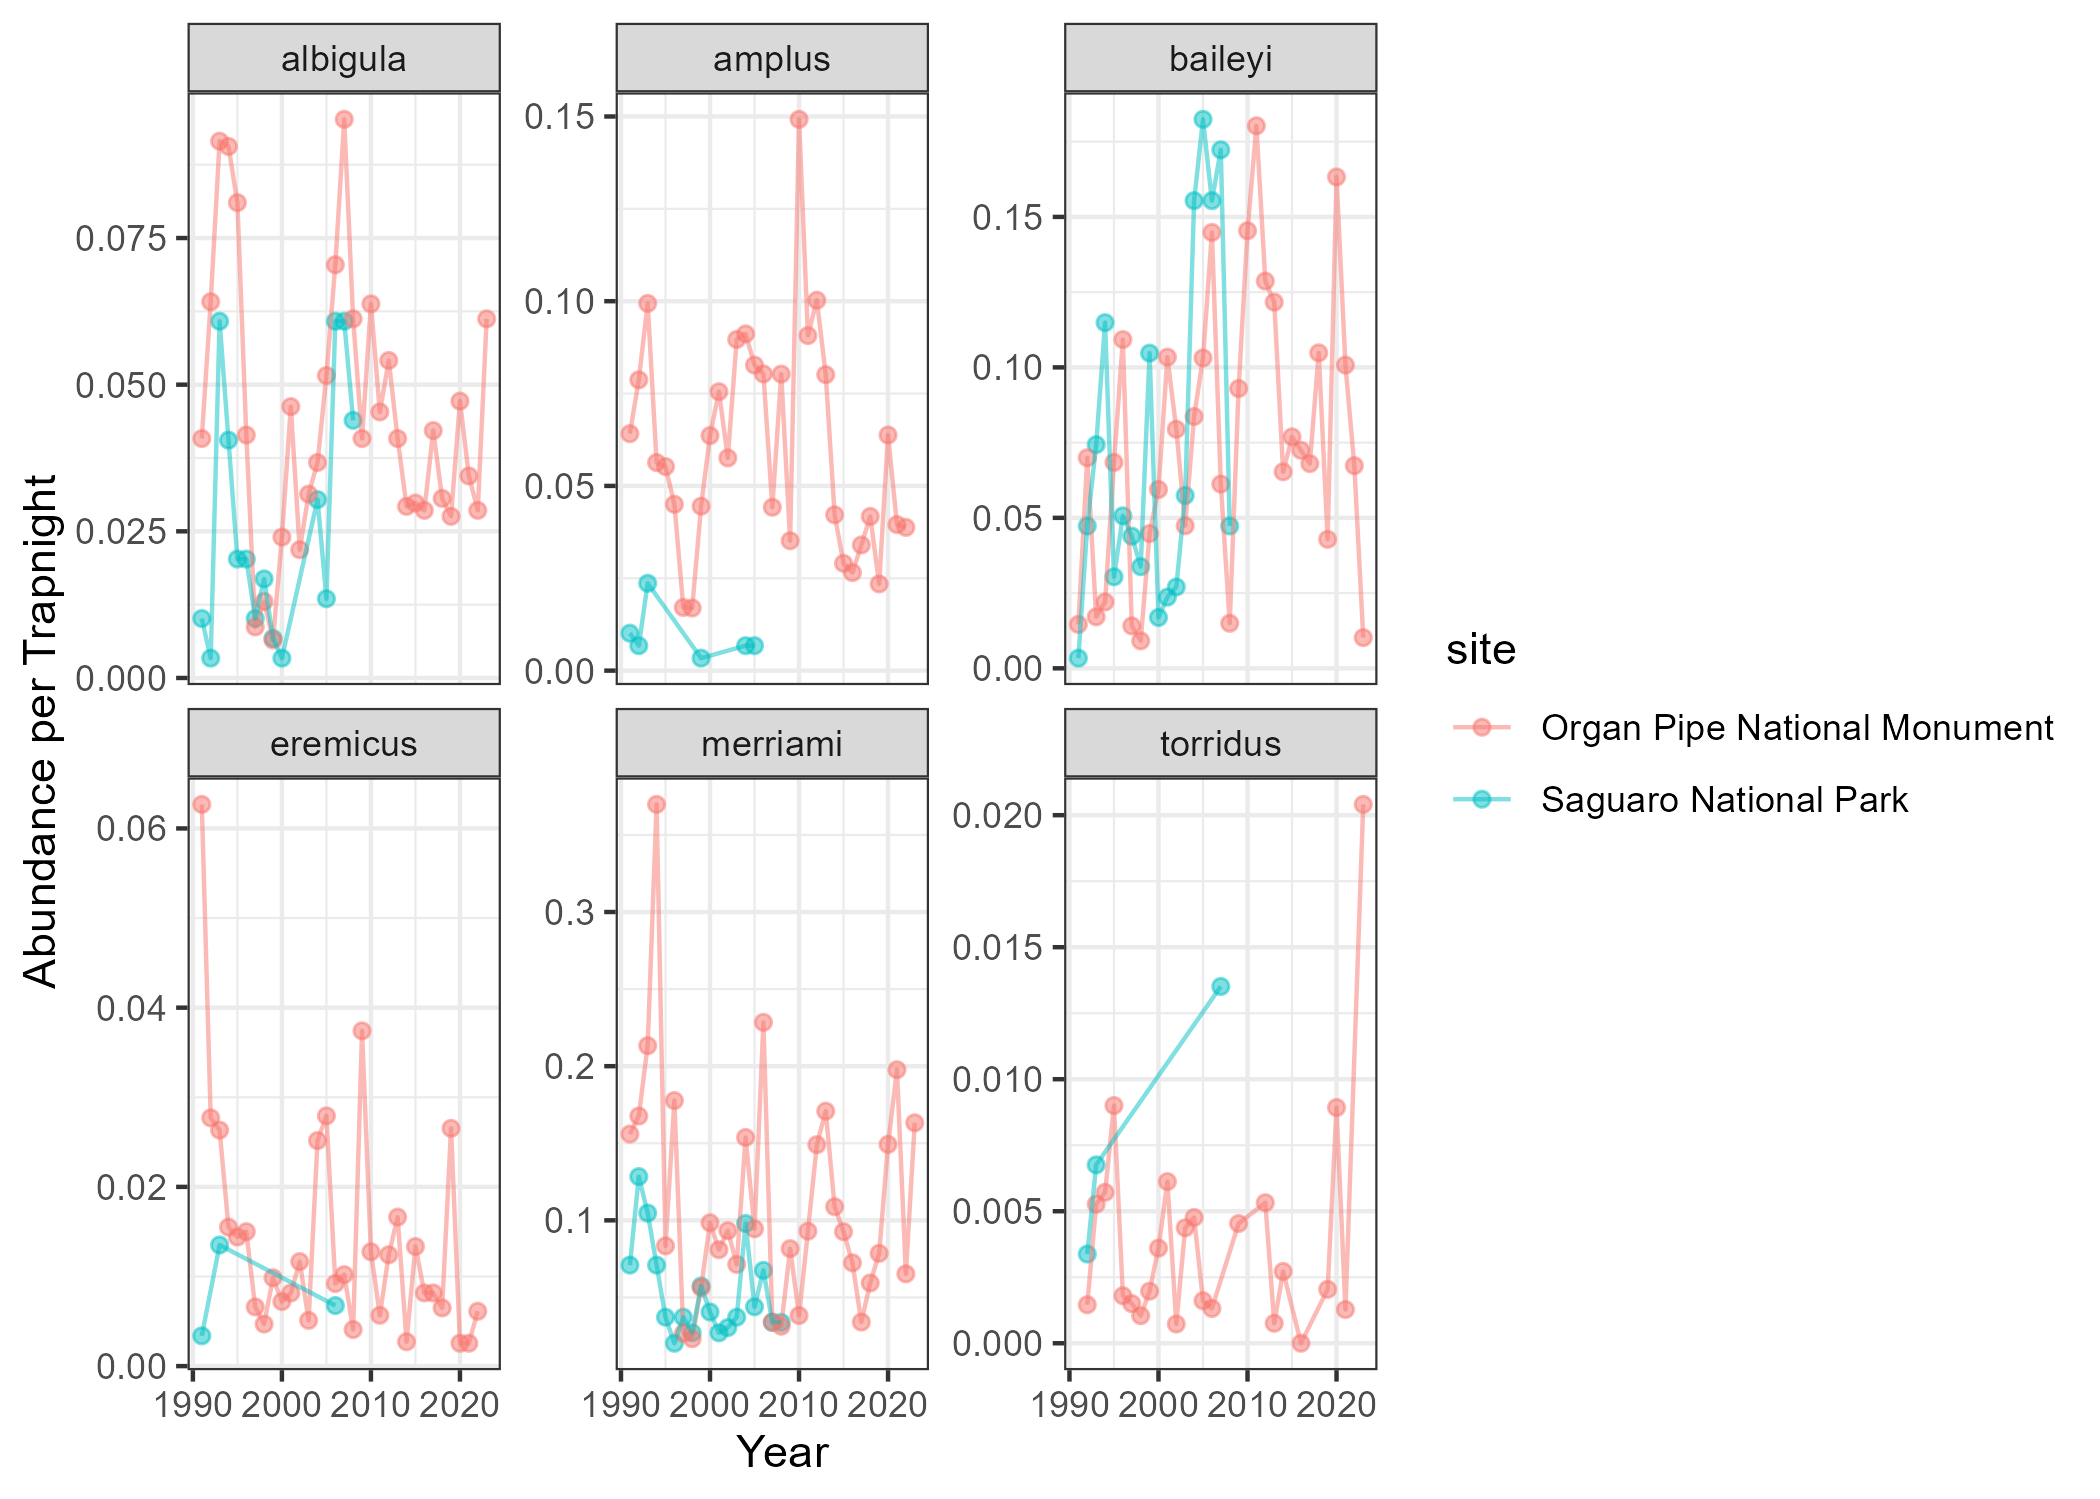 albigula amplus baileyi
0.075
0.050
0.025
0.000
0.15
0.10
0.05
0.00
0.15
0.10
0.05
0.00
eremicus merriami torridus
0.06
0.04
0.02
0.00
0.3
0.2
0.1
0.020
0.015
0.010
0.005
0.000
1990 2000 2010 2020
1990 2000 2010 2020
1990 2000 2010 2020
Year
Abundance per Trapnight
site
Organ Pipe National Monument
Saguaro National Park